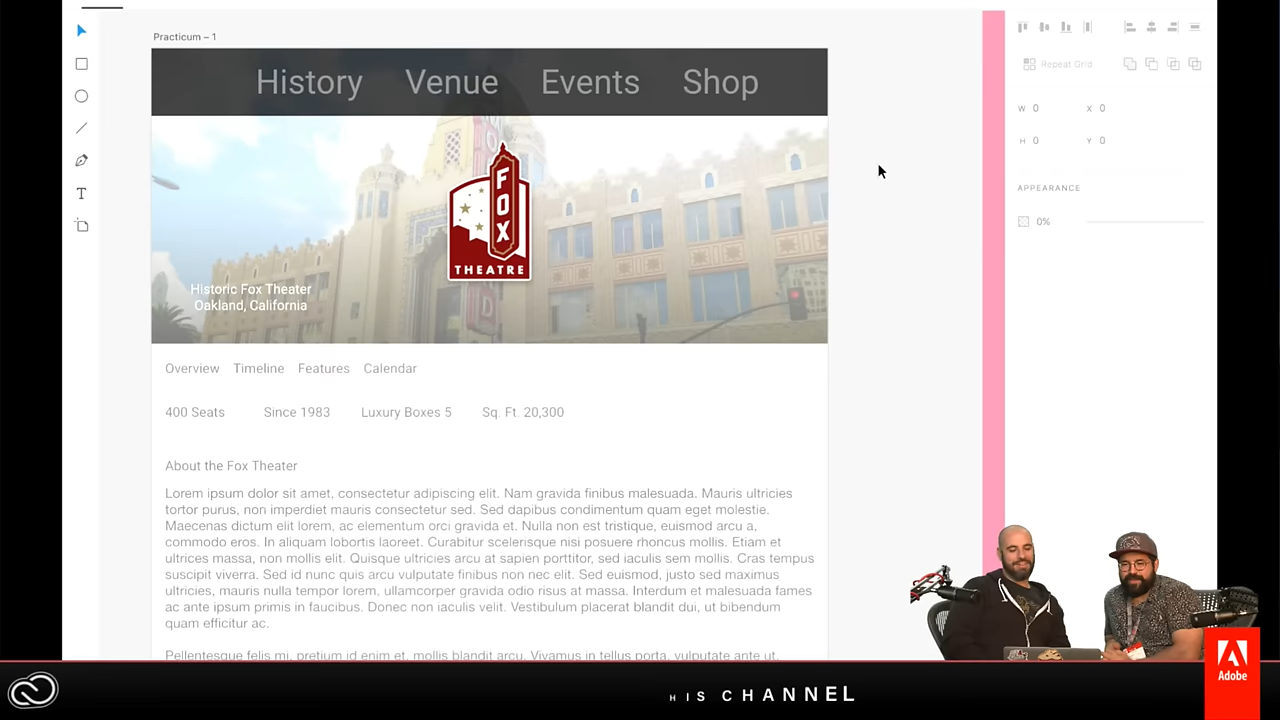 Practicum – 1
History Venue Events Shop
FOX
THEATRE
Historic Fox Theater
Oakland, California
Overview Timeline Features Calendar
400 Seats Since 1983 Luxury Boxes 5 Sq. Ft. 20,300
About the Fox Theater
Lorem ipsum dolor sit amet, consectetur adipiscing elit. Nam gravida finibus malesuada. Mauris ultricies
tortor purus, non imperdiet mauris consectetur sed. Sed dapibus condimentum quam eget molestie.
Maecenas dictum elit lorem, ac elementum orci gravida et. Nulla non est tristique, euismod arcu a,
commodo eros. In aliquam lobortis laoreet. Curabitur scelerisque nisi posuere rhoncus mollis. Etiam et
ultrices massa, non mollis elit. Quisque ultricies arcu at sapien porttitor, sed iaculis sem mollis. Cras tempus
suscipit viverra. Sed id nunc quis arcu vulputate finibus non nec elit. Sed euismod, justo sed maximus
ultricies, mauris nulla tempor lorem, ullamcorper gravida odio risus at massa. Interdum et malesuada fames
ac ante ipsum primis in faucibus. Donec non iaculis velit. Vestibulum placerat blandit dui, ut bibendum
quam efficitur ac.
Pellentesque felis mi, pretium id enim et, mollis blandit arcu. Vivamus in tellus porta, vulputate ante ut,
Repeat Grid
W 0 X 0
H 0 Y 0
APPEARANCE
0%
HIS CHANNEL
Adobe